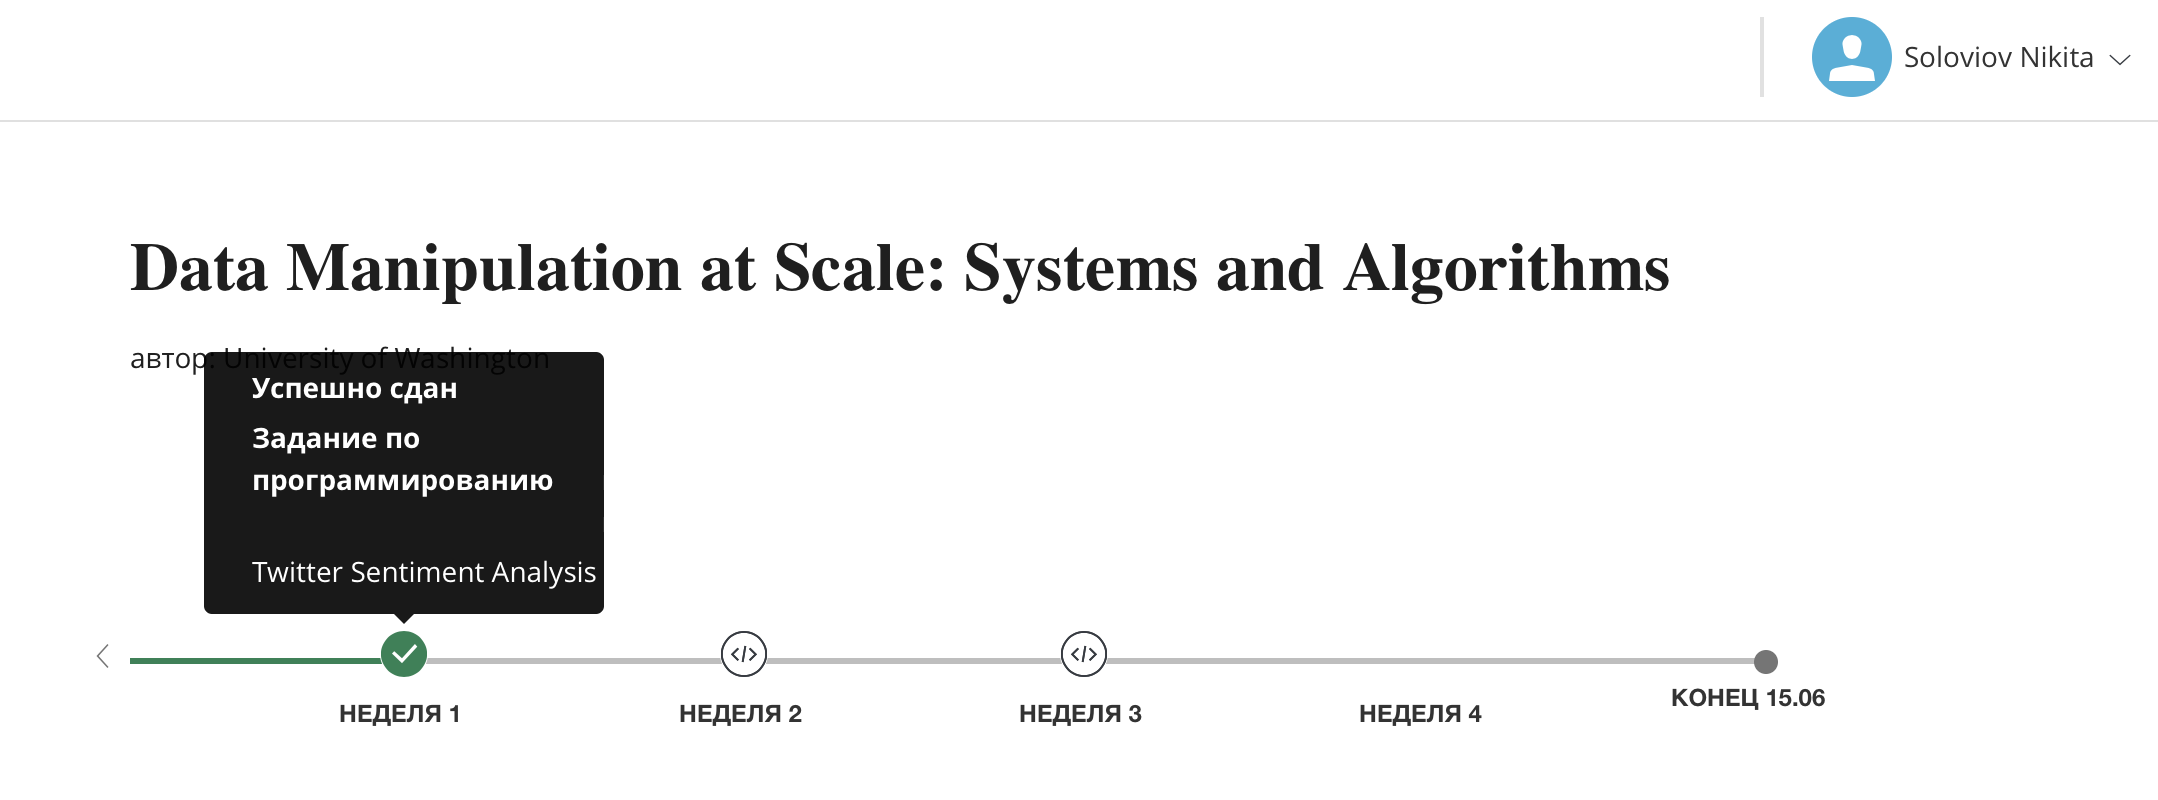 Soloviov Nikita
Data Manipulation at Scale: Systems and Algorithms
автор: University of Washington
Успешно сдан
Задание по
программированию
Twitter Sentiment Analysis
НЕДЕЛЯ 1
НЕДЕЛЯ 2
НЕДЕЛЯ 3
НЕДЕЛЯ 4
КОНЕЦ 15.06